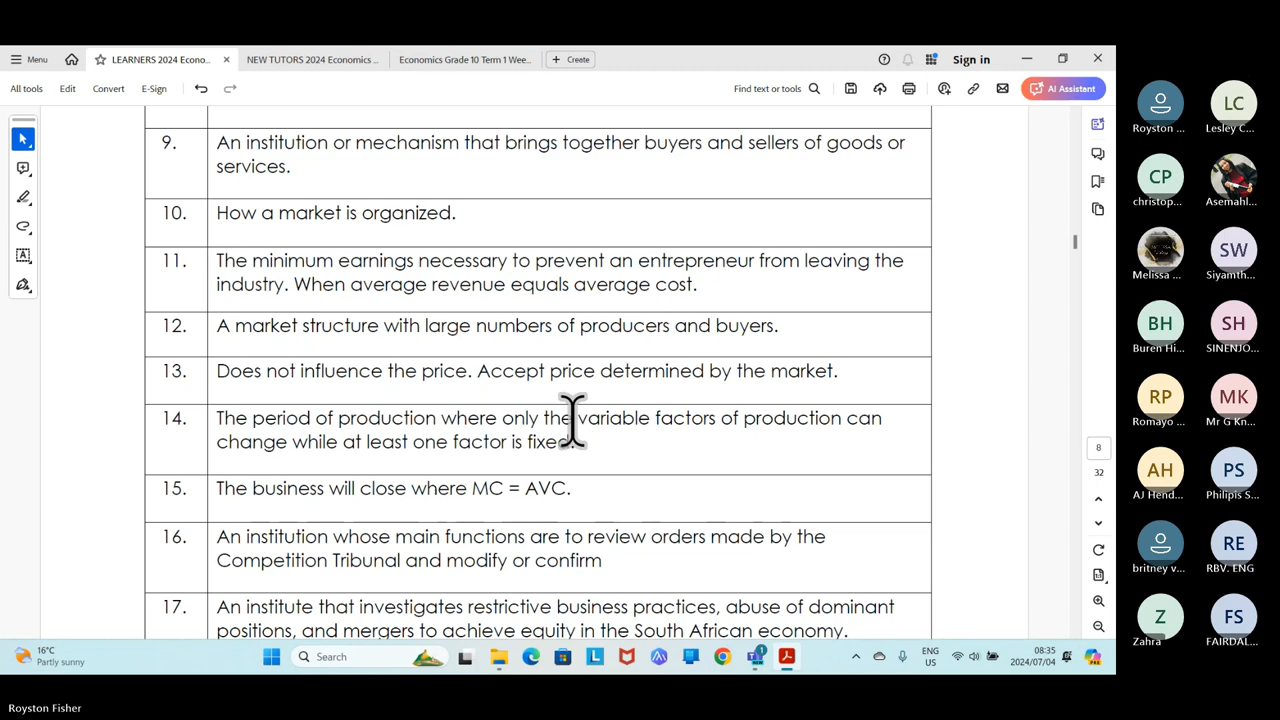 Menu
LEARNERS 2024 Econo...
NEW TUTORS 2024 Economics ...
Economics Grade 10 Term 1 Wee...
Create
Sign in
All tools
Edit
Convert
E-Sign
Find text or tools
AI Assistant
9. An institution or mechanism that brings together buyers and sellers of goods or
services.
10. How a market is organized.
11. The minimum earnings necessary to prevent an entrepreneur from leaving the
industry. When average revenue equals average cost.
12. A market structure with large numbers of producers and buyers.
13. Does not influence the price. Accept price determined by the market.
14. The period of production where only the variable factors of production can
change while at least one factor is fixed.
15. The business will close where MC = AVC.
16. An institution whose main functions are to review orders made by the
Competition Tribunal and modify or confirm
17. An institute that investigates restrictive business practices, abuse of dominant
positions, and mergers to achieve equity in the South African economy.
8
32
16°C
Partly sunny
Search
ENG
US
08:35
2024/07/04
Royston Fisher
Royston ...
LC
Lesley C...
CP
christop...
Asemahl...
Melissa ...
SW
Siyamth...
BH
Buren Hi...
SH
SINENJO...
RP
Romayo ...
MK
Mr G Kn...
AH
AJ Hend...
PS
Philipis S...
britney v...
RE
RBV. ENG
Z
Zahra
FS
FAIRDAL...